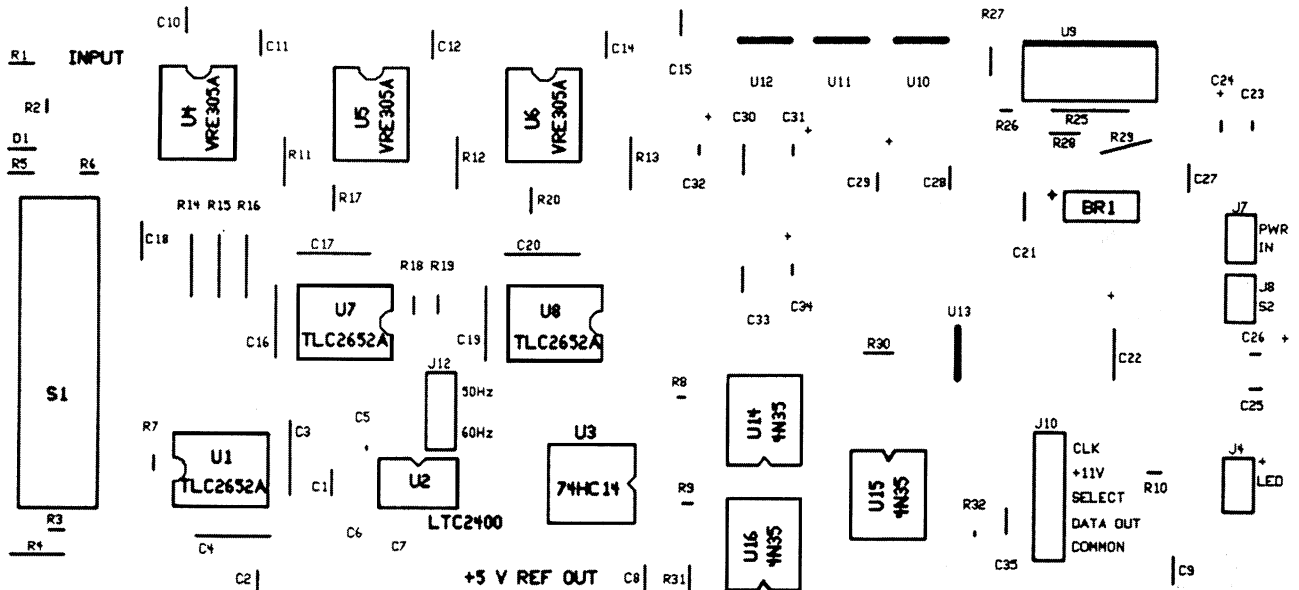 C10
C11
C12
C14
C15
R27
U9
R1
INPUT
U12
U11
U10
C24
C23
R2
U4
VRE305A
U5
VRE305A
U6
VRE305A
R26
R25
C30
C31
+
+
+
+
D1
R28
R29
R5
R6
R11
R12
R13
C32
C29
C28
C27
R17
R20
+
BR1
R14
R15
R16
J7
PWR
IN
C18
C17
C20
+
C21
R18
R19
C34
J8
S2
C33
U7
TLC2652A
U8
TLC2652A
U13
+
C16
C19
R30
C22
C26
+
J12
50Hz
60Hz
R8
S1
C25
R7
C3
C5
U3
U14
4N35
J10
CLK
+11V
SELECT
DATA OUT
COMMON
J4
+
LED
U1
TLC2652A
C1
U2
LTC2400
74HC14
R9
U15
4N35
R10
R32
R3
R4
C4
C6
C7
U16
4N35
C35
C2
+5 V REF OUT
C8
R31
C9